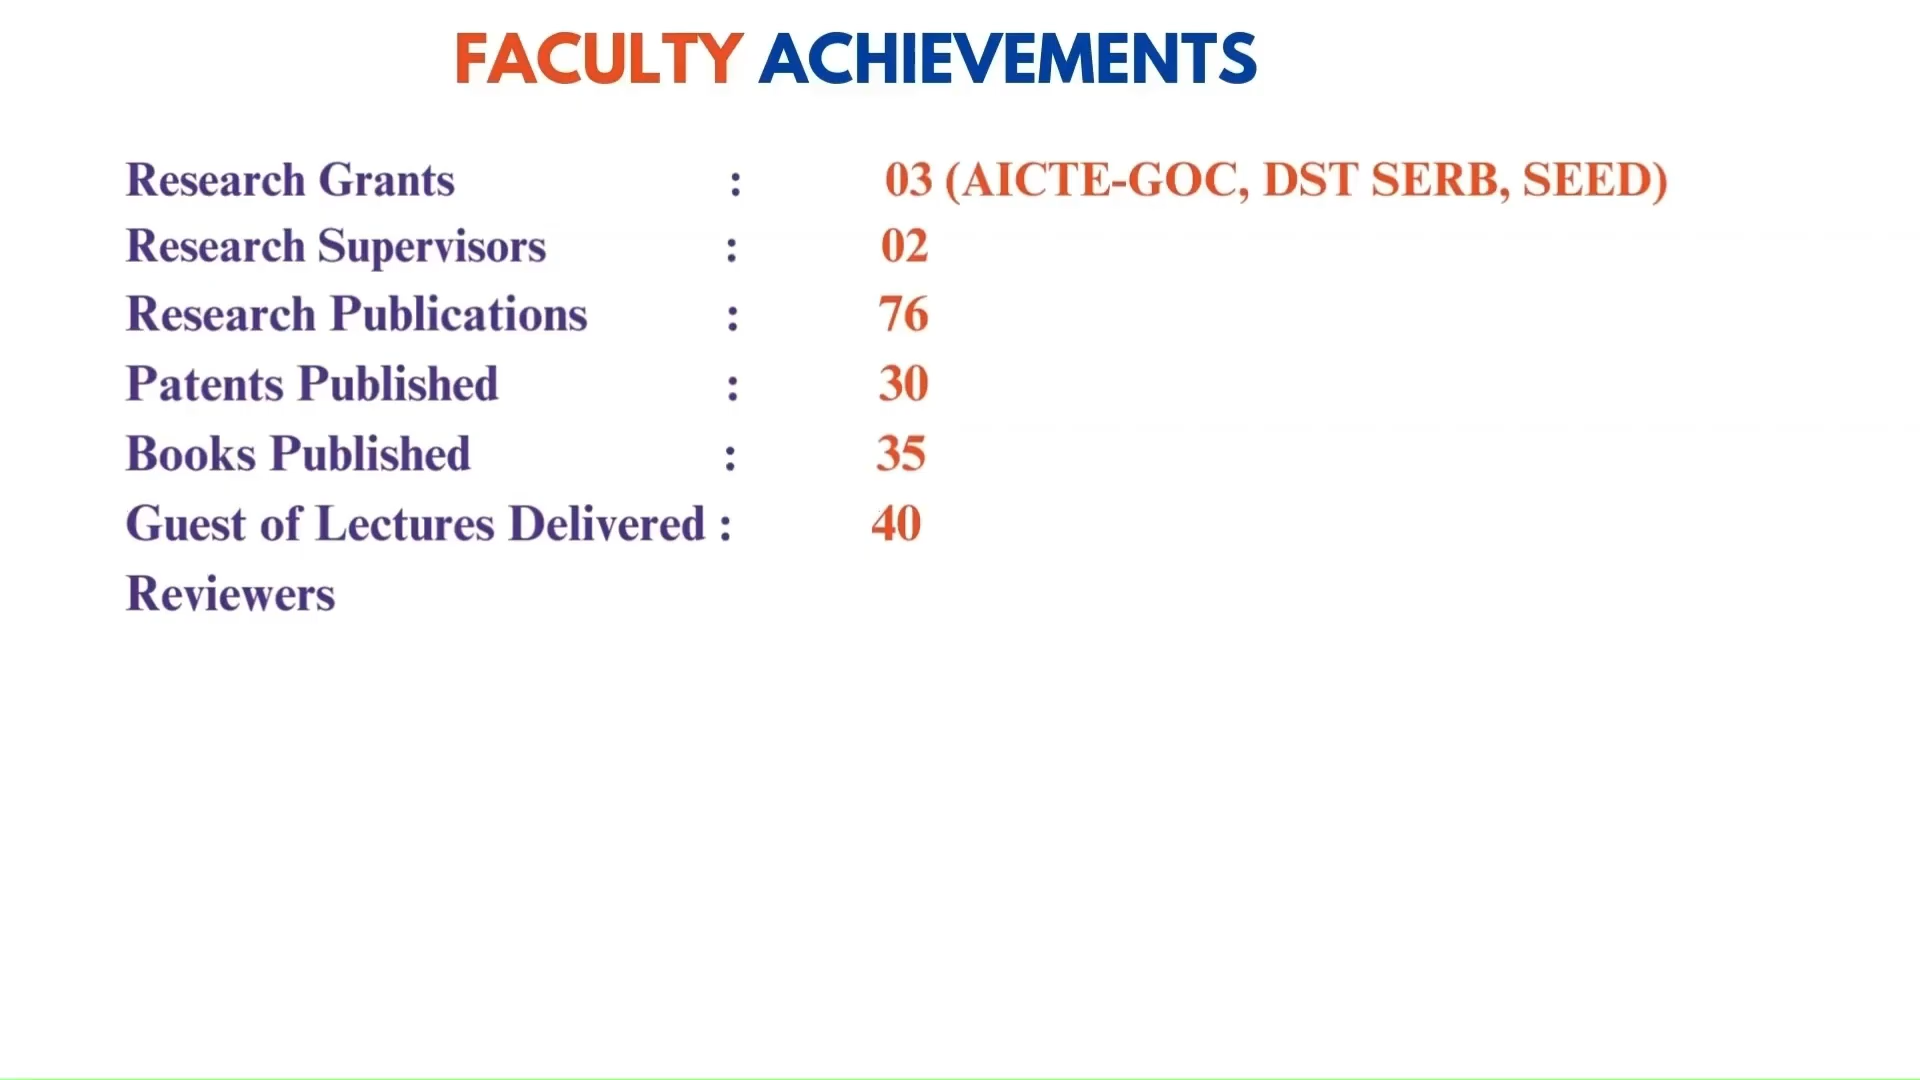 FACULTY ACHIEVEMENTS
Research Grants : 03 (AICTE-GOC, DST SERB, SEED)
Research Supervisors : 02
Research Publications : 76
Patents Published : 30
Books Published : 35
Guest of Lectures Delivered : 40
Reviewers